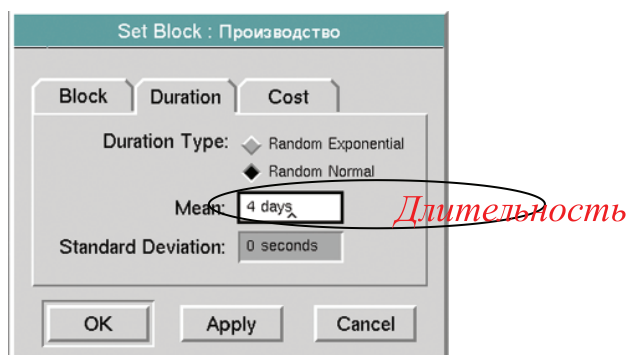 Set Block : Производство
Block Duration Cost
Duration Type: Random Exponential
Random Normal
Mean: 4 days Длительность
Standard Deviation: 0 seconds
OK Apply Cancel